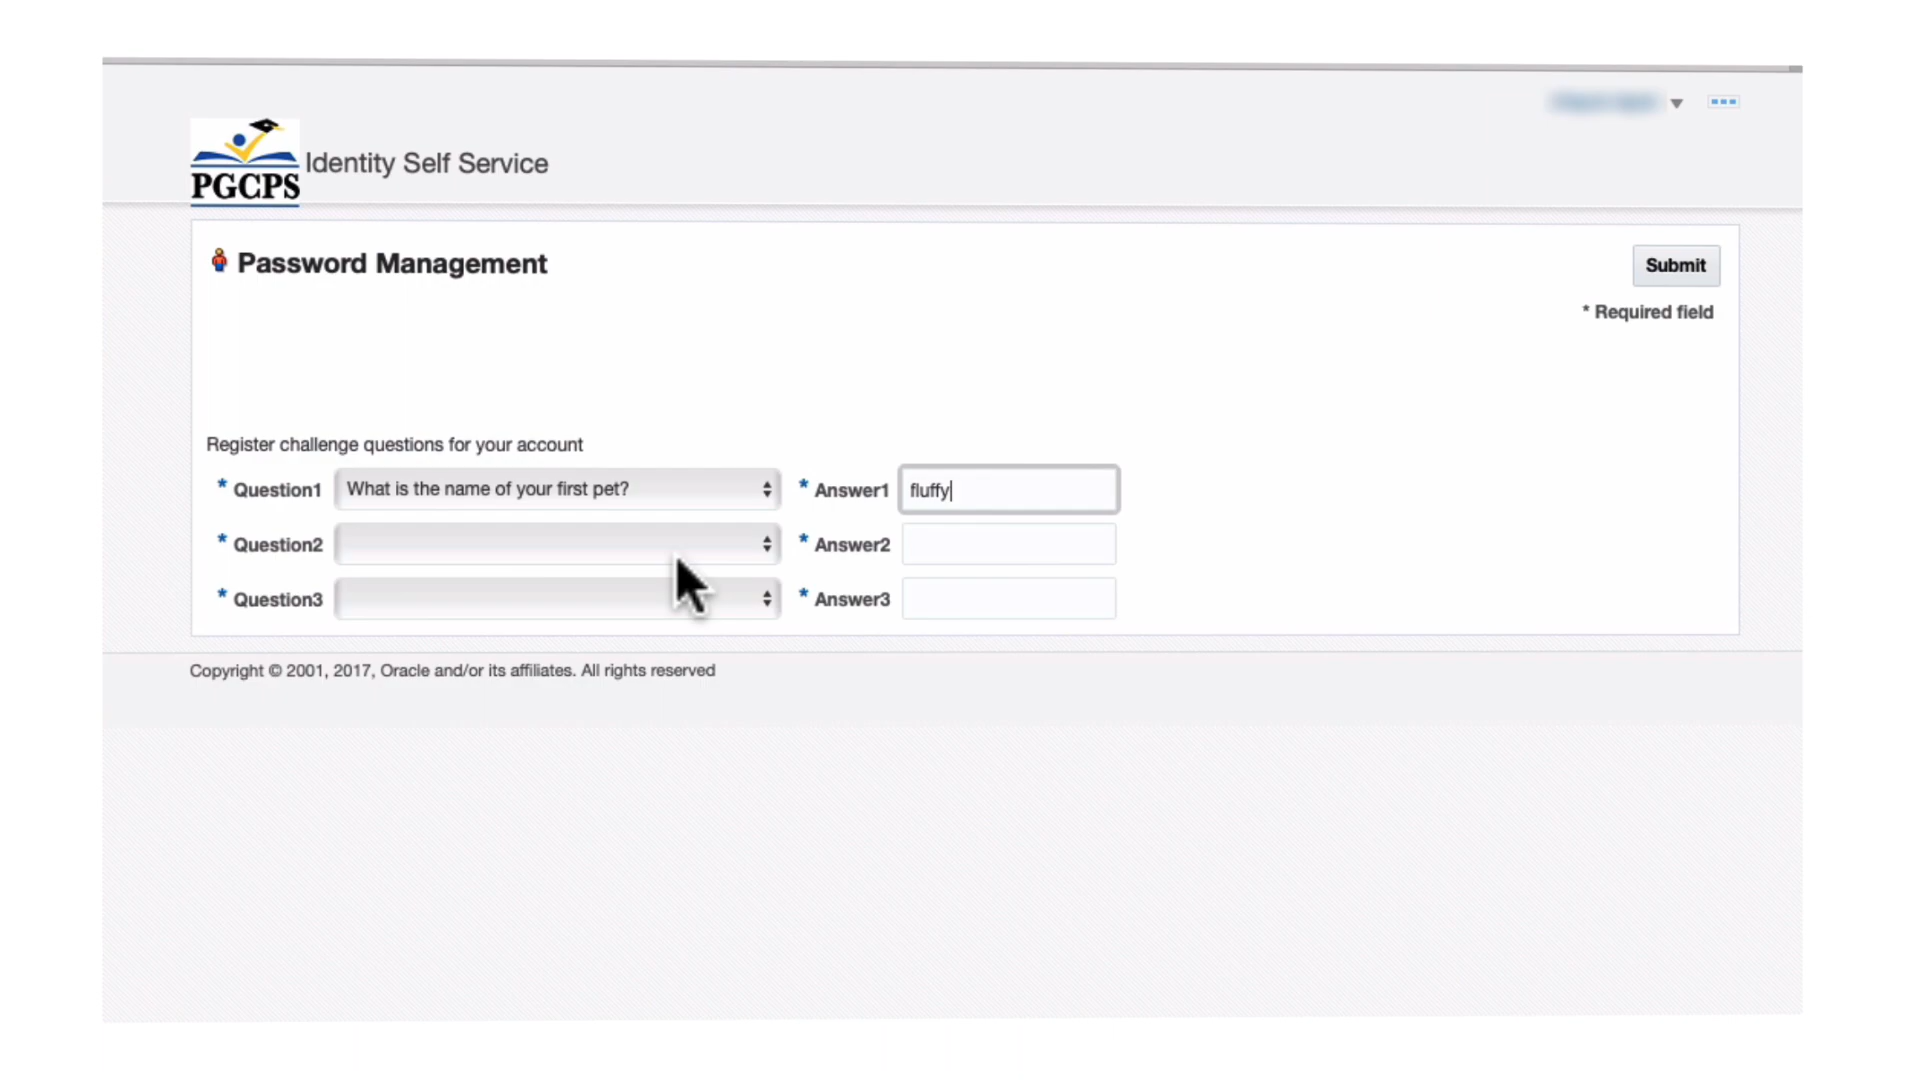 PGCPS Identity Self Service
Password Management
Submit
* Required field
Register challenge questions for your account
* Question1 What is the name of your first pet? * Answer1 fluffy
* Question2 * Answer2
* Question3 * Answer3
Copyright © 2001, 2017, Oracle and/or its affiliates. All rights reserved